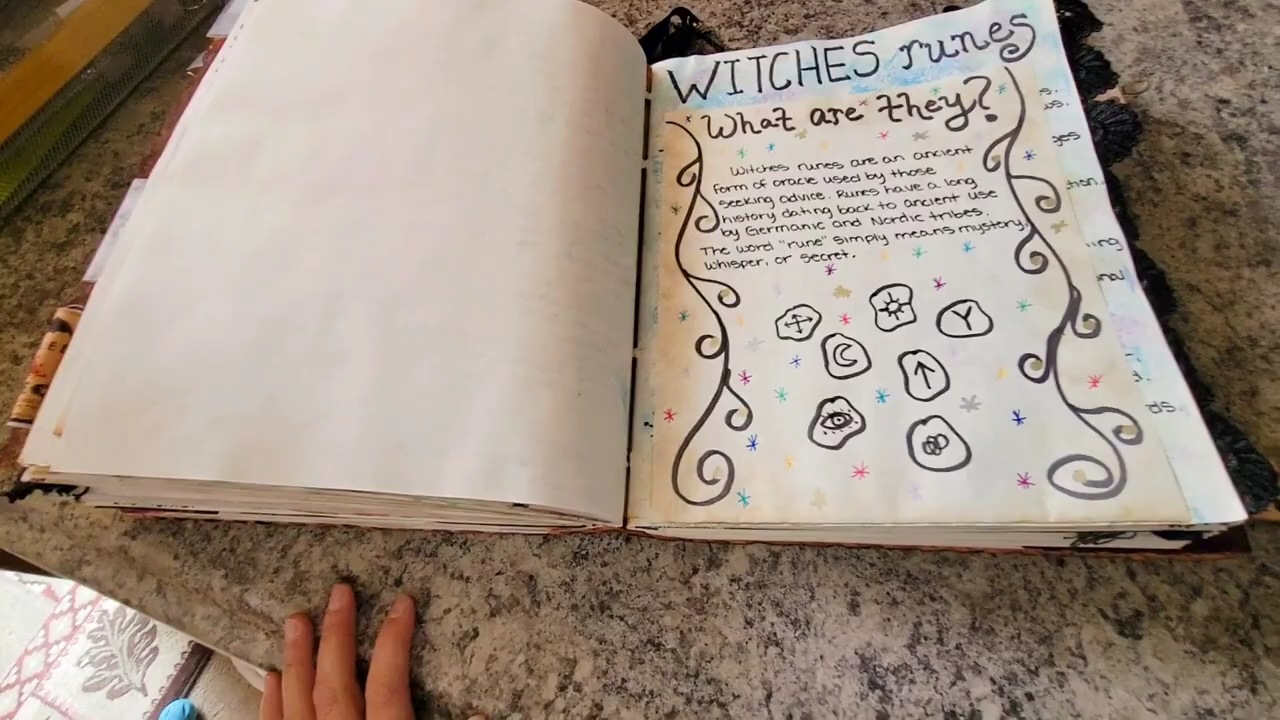 WITCHES runes
What are they?
Witches runes are an ancient
form of oracle used by those
seeking advice. Runes have a long
history dating back to ancient use
by Germanic and Nordic tribes.
The word "rune" simply means mystery,
whisper, or secret.